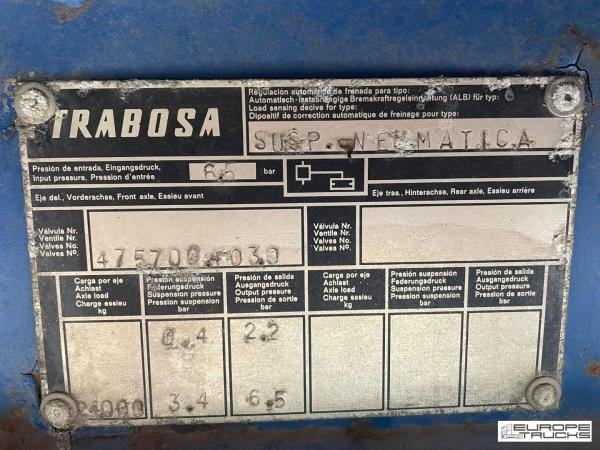 TRABOSA
Regulación automática de frenada para tipo:
Automatisch-lastabhängige Bremskraftregeleinrichtung (ALB) für typ:
Load sensing decive for type:
Dispositif de correction automatique de freinage pour type:
SUSP. NEUMATICA
Presión de entrada, Eingangsdruck,
Input pressure, Pression d'entrée
6.5 bar
Eje del., Vorderachse, Front axle, Essieu avant
Eje tras., Hinterachse, Rear axle, Essieu arrière
Válvula Nr.
Ventile Nr.
Valves No.
Valves Nº.
475700.030
Válvula Nr.
Ventile Nr.
Valves No.
Valves Nº.
Carga por eje
Achlast
Axle load
Charge essieu
kg
Presión suspensión
Federungsdruck
Suspension pressure
Pression suspension
bar
Presión de salida
Ausgangsdruck
Output pressure
Pression de sortie
bar
Carga por eje
Achlast
Axle load
Charge essieu
kg
Presión suspensión
Federungsdruck
Suspension pressure
Pression suspension
bar
Presión de salida
Ausgangsdruck
Output pressure
Pression de sortie
bar
0.4 2.2
24000 3.4 6.5
EUROPE
TRUCKS